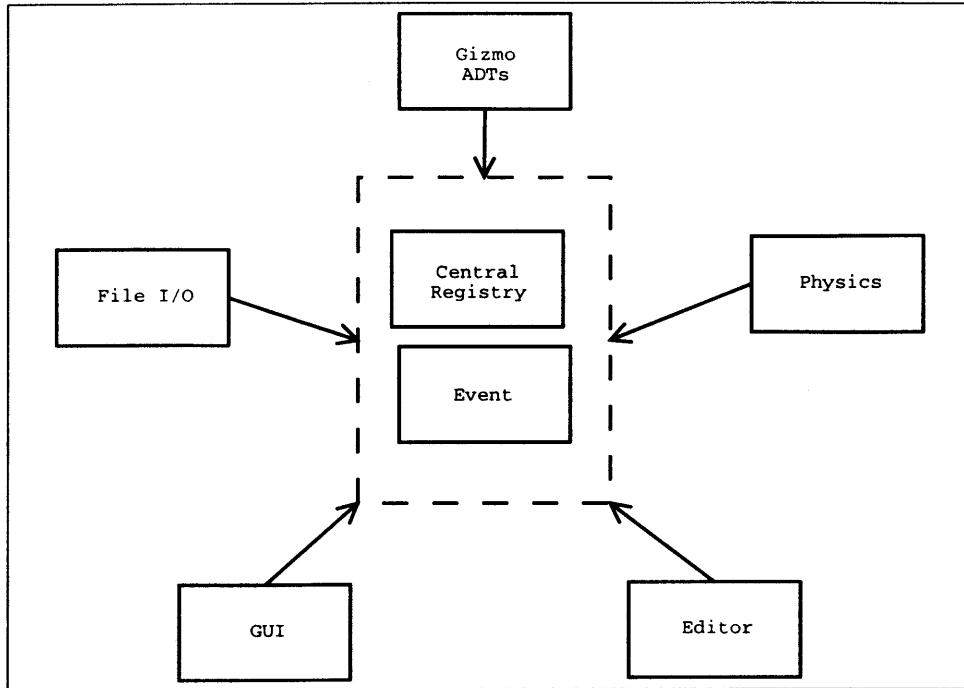 Gizmo
ADTs
Central
Registry
File I/O
Physics
Event
GUI
Editor